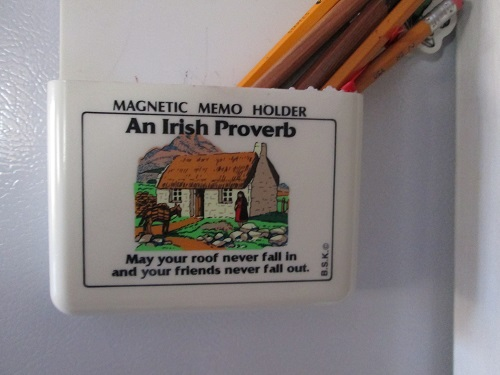 MAGNETIC MEMO HOLDER
An Irish Proverb
May your roof never fall in
and your friends never fall out.
B.S.K.©